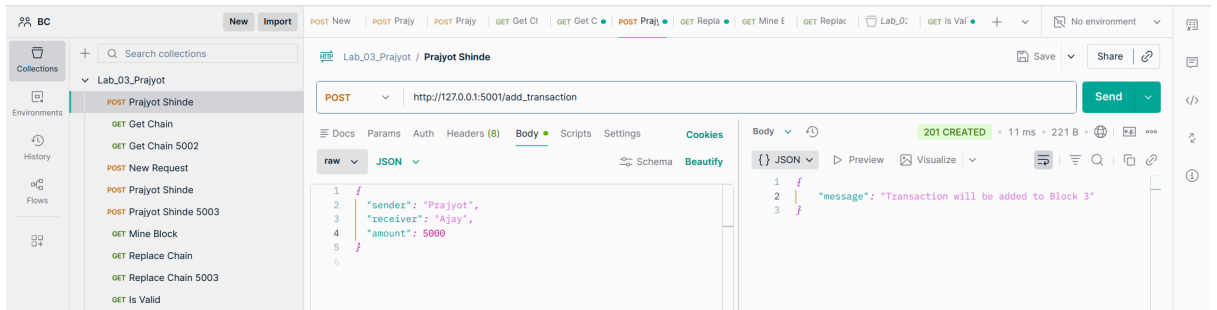 BC
New Import
POST New POST Prajy POST Prajy GET Get Cl GET Get C POST Praj GET Repla GET Mine E GET Replac Lab_03 GET Is Val No environment
Collections
Environments
History
Flows
Search collections
Lab_03_Prajyot
POST Prajyot Shinde
GET Get Chain
GET Get Chain 5002
POST New Request
POST Prajyot Shinde
POST Prajyot Shinde 5003
GET Mine Block
GET Replace Chain
GET Replace Chain 5003
GET Is Valid
HTTP Lab_03_Prajyot / Prajyot Shinde
Save Share
POST http://127.0.0.1:5001/add_transaction
Send
Docs Params Auth Headers (8) Body Scripts Settings Cookies
raw JSON Schema Beautify
1 {
2 "sender": "Prajyot",
3 "receiver": "Ajay",
4 "amount": 5000
5 }
6
Body 201 CREATED 11 ms 221 B e.g.
{} JSON Preview Visualize
1 {
2 "message": "Transaction will be added to Block 3"
3 }